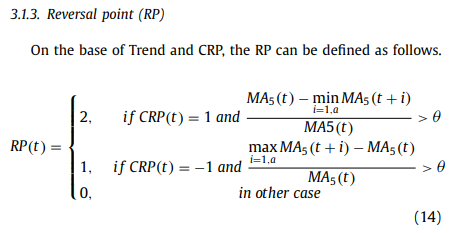 3.1.3. Reversal point (RP)
On the base of Trend and CRP, the RP can be defined as follows.
RP(t) = { 2, if CRP(t) = 1 and (MA₅(t) − min_{i=1,a} MA₅(t + i)) / MA5(t) > θ
1, if CRP(t) = −1 and (max_{i=1,a} MA₅(t + i) − MA₅(t)) / MA₅(t) > θ
0, in other case
(14)